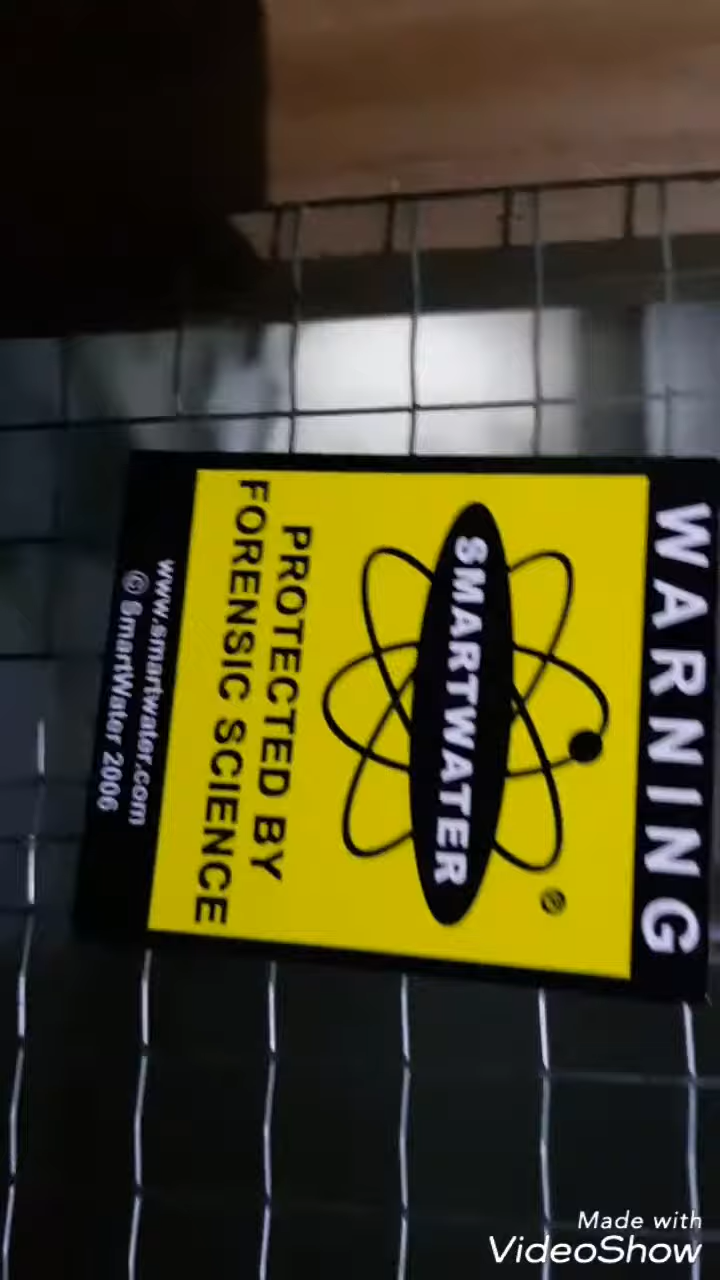 WARNING
SMARTWATER
®
PROTECTED BY
FORENSIC SCIENCE
www.smartwater.com
© SmartWater 2006
Made with
VideoShow